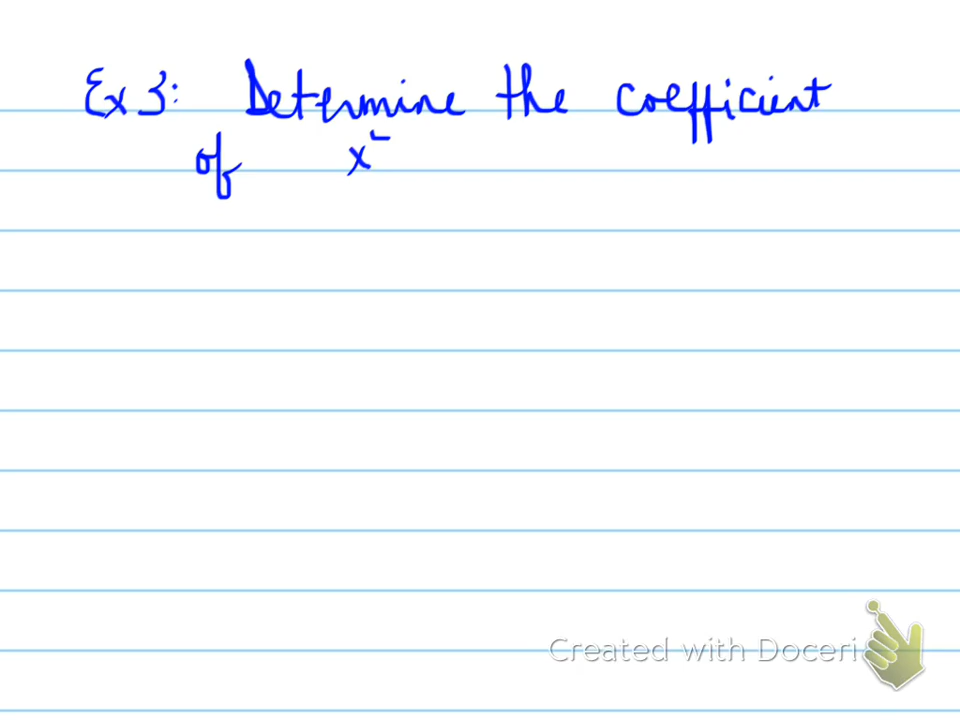 Ex 3: Determine the coefficient
of x
Created with Doceri